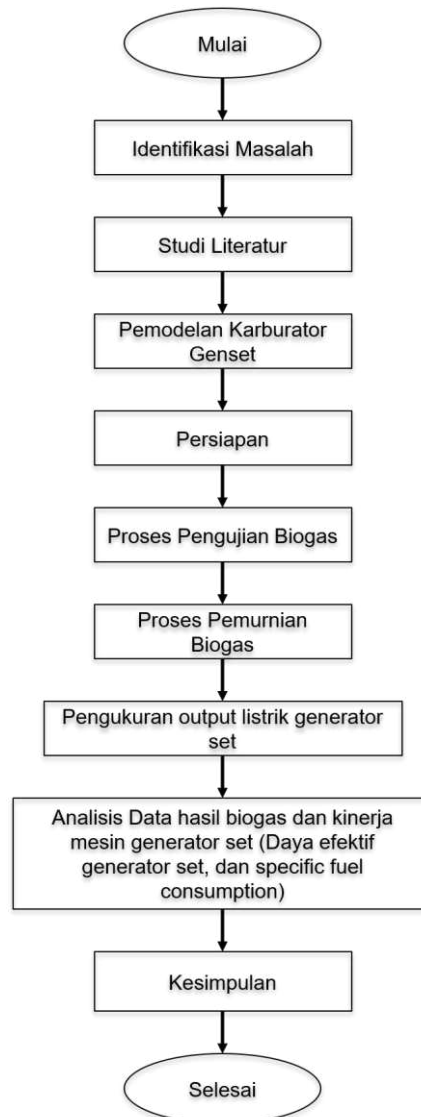 Mulai
Identifikasi Masalah
Studi Literatur
Pemodelan Karburator
Genset
Persiapan
Proses Pengujian Biogas
Proses Pemurnian
Biogas
Pengukuran output listrik generator
set
Analisis Data hasil biogas dan kinerja
mesin generator set (Daya efektif
generator set, dan specific fuel
consumption)
Kesimpulan
Selesai